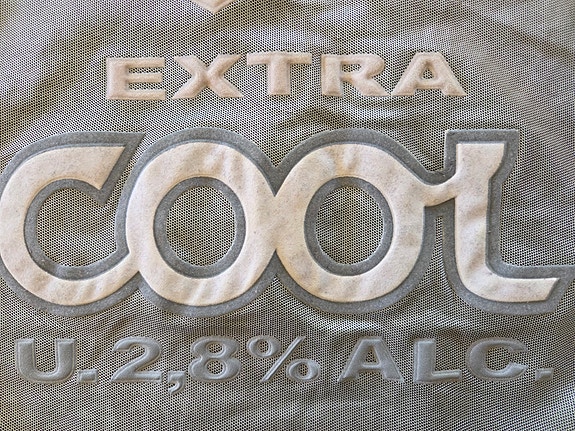 EXTRA
COOL
U. 2,8% ALC.